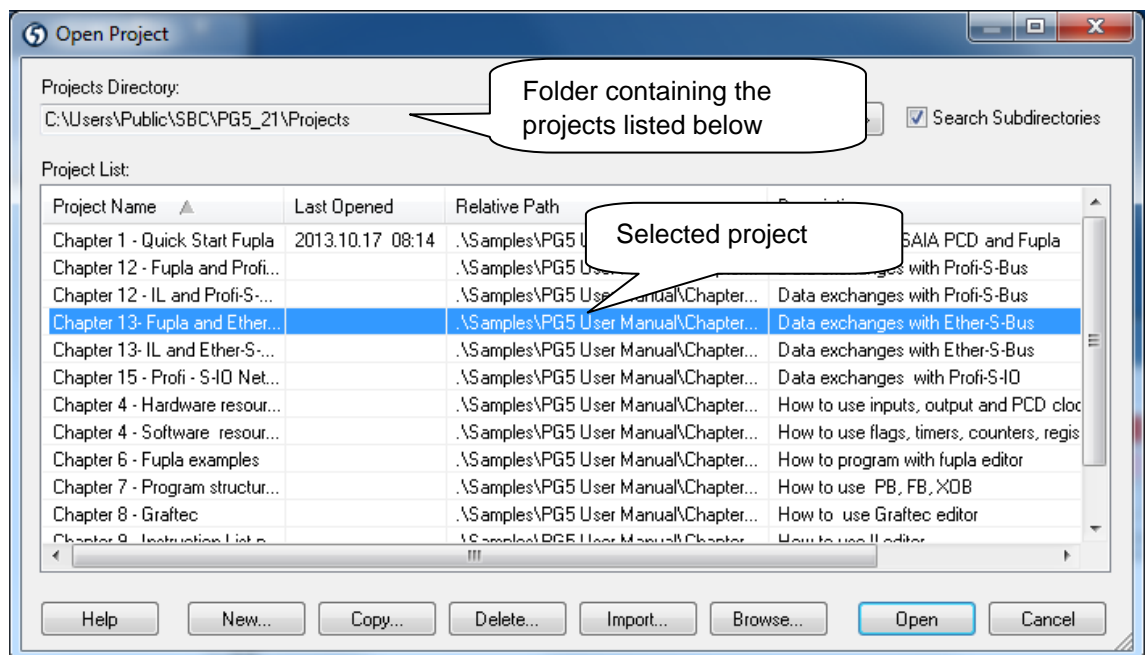 Open Project
Projects Directory:
C:\Users\Public\SBC\PG5_21\Projects
Folder containing the
projects listed below
Search Subdirectories
Project List:
Project Name Last Opened Relative Path
Selected project
Chapter 1 - Quick Start Fupla 2013.10.17 08:14 .\Samples\PG5 SAIA PCD and Fupla
Chapter 12 - Fupla and Profi... .\Samples\PG5 with Profi-S-Bus
Chapter 12 - IL and Profi-S-... .\Samples\PG5 User Manual\Chapter... Data exchanges with Profi-S-Bus
Chapter 13- Fupla and Ether... .\Samples\PG5 User Manual\Chapter... Data exchanges with Ether-S-Bus
Chapter 13- IL and Ether-S-... .\Samples\PG5 User Manual\Chapter... Data exchanges with Ether-S-Bus
Chapter 15 - Profi - S-IO Net... .\Samples\PG5 User Manual\Chapter... Data exchanges with Profi-S-IO
Chapter 4 - Hardware resour... .\Samples\PG5 User Manual\Chapter... How to use inputs, output and PCD cloc
Chapter 4 - Software resour... .\Samples\PG5 User Manual\Chapter... How to use flags, timers, counters, regis
Chapter 6 - Fupla examples .\Samples\PG5 User Manual\Chapter... How to program with fupla editor
Chapter 7 - Program structur... .\Samples\PG5 User Manual\Chapter... How to use PB, FB, XOB
Chapter 8 - Graftec .\Samples\PG5 User Manual\Chapter... How to use Graftec editor
Help New... Copy... Delete... Import... Browse... Open Cancel